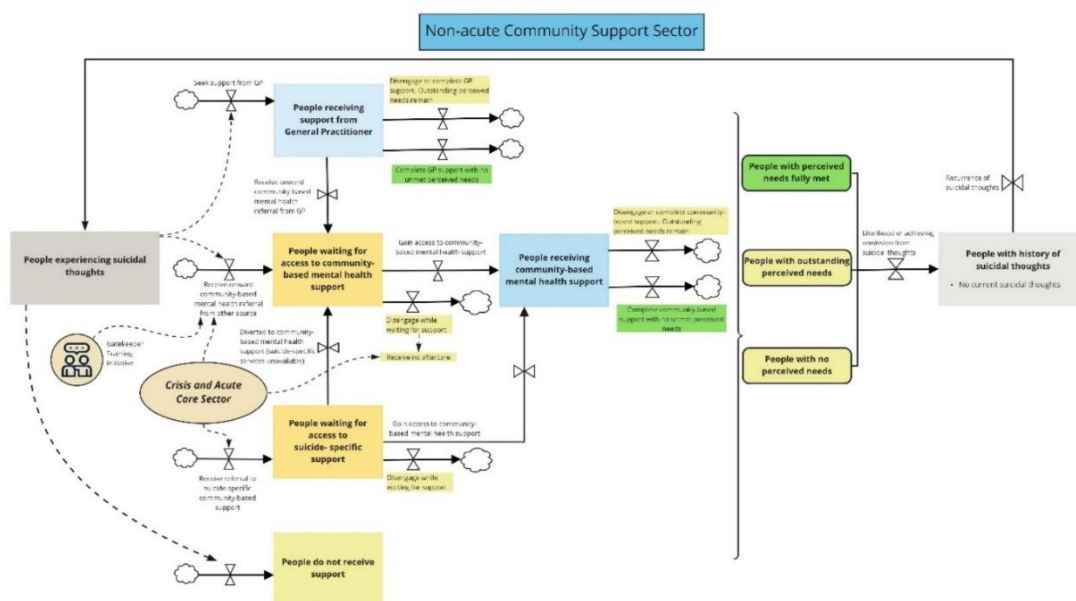 Non-acute Community Support Sector
Seek support from GP
People receiving
support from
General Practitioner
Disengage or complete GP
support. Outstanding perceived
needs remain
Complete GP support with no
unmet perceived needs
Receive onward
community-based
mental health
referral from GP
People experiencing suicidal
thoughts
Receive onward
community-based
mental health referral
from other source
People waiting for
access to community-
based mental health
support
Gain access to community-
based mental health support
Disengage while
waiting for support
Receive no aftercare
People receiving
community-based
mental health support
Disengage or complete community-
based support. Outstanding
perceived needs remain
Complete community based
support with no unmet perceived
needs
Gatekeeper
Training
initiative
Diverted to community-
based mental health
support (suicide-specific
services unavailable)
Crisis and Acute
Care Sector
People waiting for
access to
suicide- specific
support
Gain access to community-
based mental health support
Disengage while
waiting for support
Receive referral to
suicide-specific
community-based
support
People do not receive
support
People with perceived
needs fully met
People with outstanding
perceived needs
People with no
perceived needs
Likelihood of achieving
remission from
suicidal thoughts
Recurrence of
suicidal thoughts
People with history of
suicidal thoughts
• No current suicidal thoughts